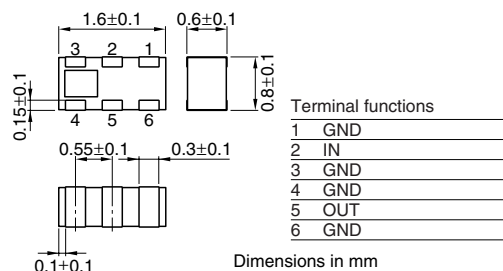 1.6±0.1
0.6±0.1
3 2 1
0.15±0.1
0.8±0.1
4 5 6
0.55±0.1
0.3±0.1
0.1±0.1
Terminal functions
1 GND
2 IN
3 GND
4 GND
5 OUT
6 GND
Dimensions in mm